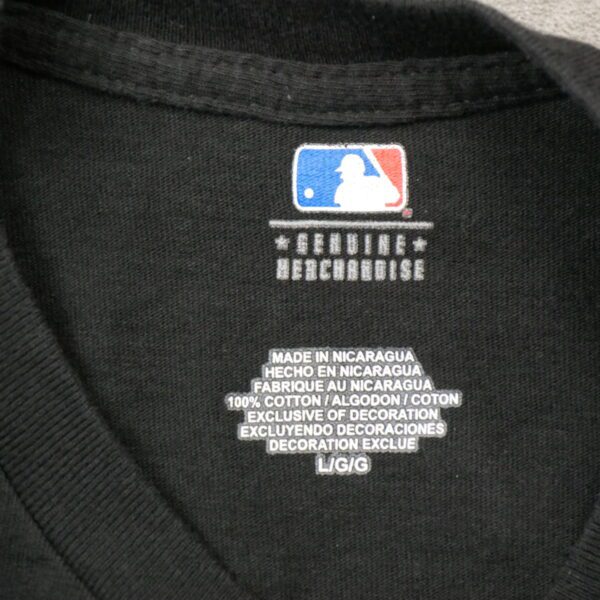 ★ GENUINE ★
MERCHANDISE
MADE IN NICARAGUA
HECHO EN NICARAGUA
FABRIQUE AU NICARAGUA
100% COTTON / ALGODON / COTON
EXCLUSIVE OF DECORATION
EXCLUYENDO DECORACIONES
DECORATION EXCLUE
L/G/G